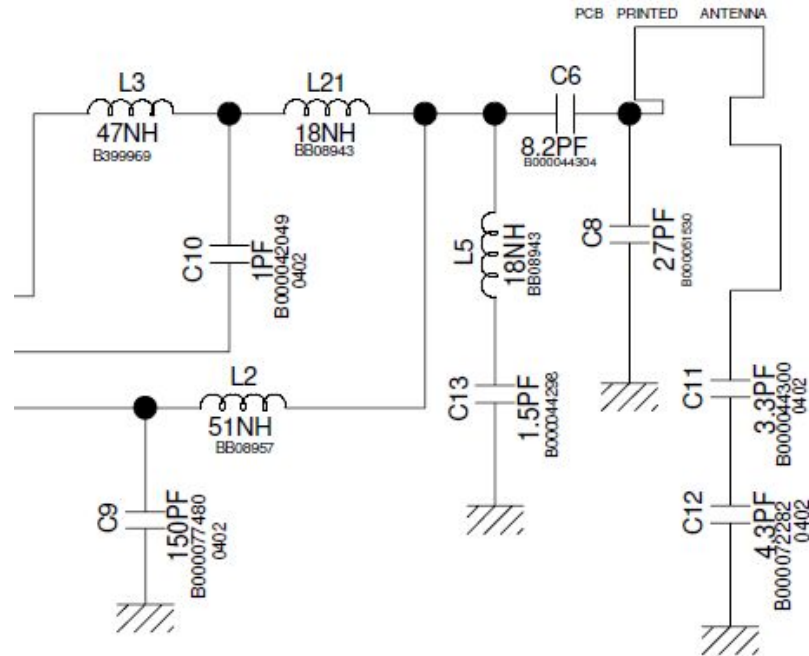 PCB PRINTED ANTENNA
L3
47NH
B399969
L21
18NH
BB08943
C6
8.2PF
B000044304
C10
1PF
B000042049
0402
L5
18NH
BB08943
C8
27PF
B000051530
L2
51NH
BB08957
C13
1.5PF
B000044298
C11
3.3PF
B000044300
0402
C9
150PF
B000077480
0402
C12
4.3PF
B000072282
0402